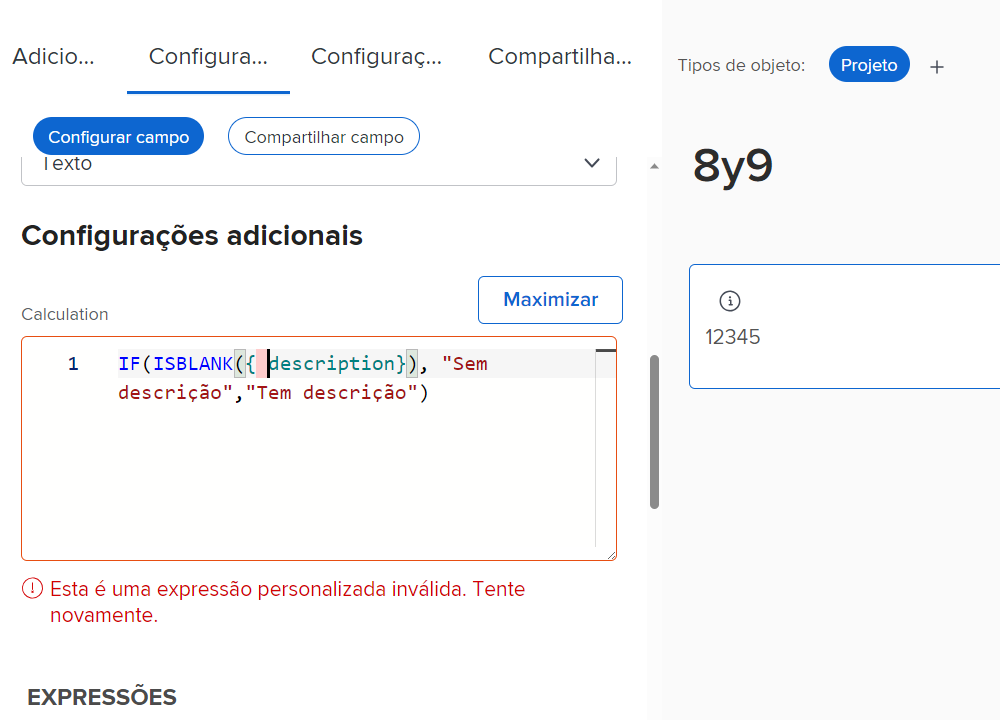 Adicio...
Configura...
Configuraç...
Compartilha...
Tipos de objeto:
Projeto
+
Configurar campo
Compartilhar campo
Texto
8y9
Configurações adicionais
Maximizar
Calculation
12345
1
IF(ISBLANK({ description}), "Sem
descrição","Tem descrição")
Esta é uma expressão personalizada inválida. Tente
novamente.
EXPRESSÕES